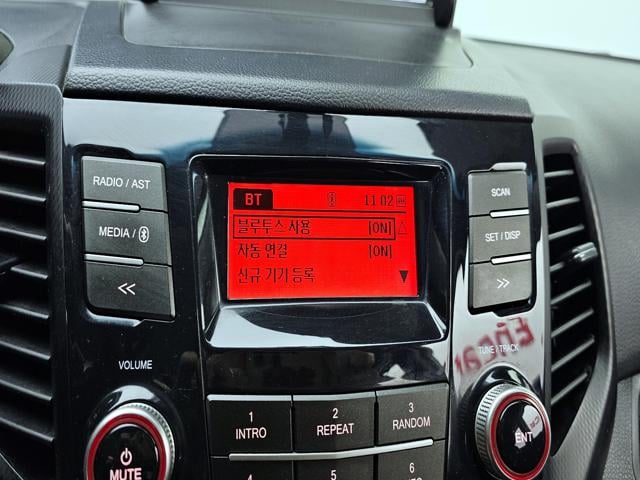 BT 11:02
블루투스 사용 [ON]
자동 연결 [ON]
신규 기기 등록
RADIO / AST
MEDIA /
<<
SCAN
SET / DISP
>>
VOLUME
TUNE / TRACK
Encar
MUTE
1
INTRO
2
REPEAT
3
RANDOM
4
5
6
ENT